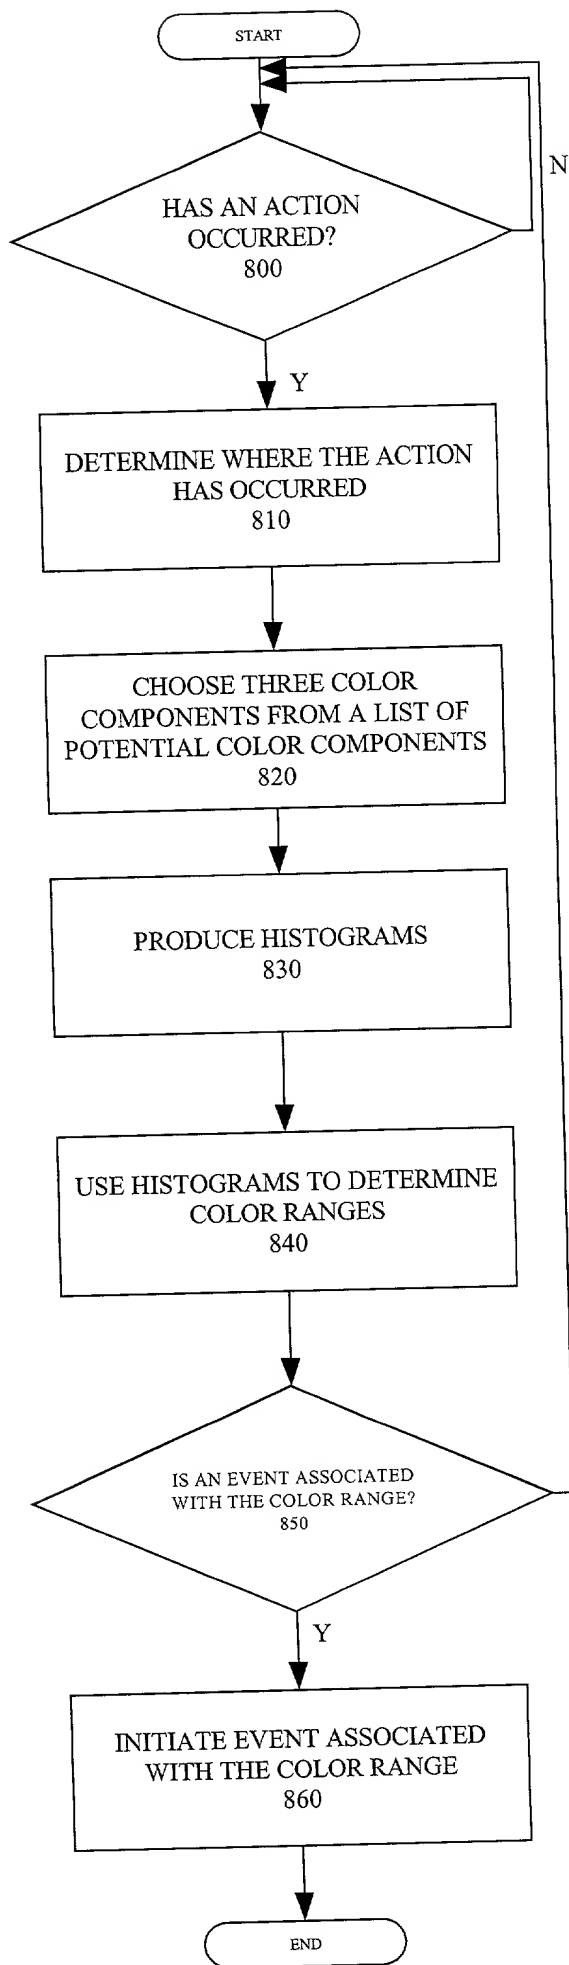 START
N
HAS AN ACTION
OCCURRED?
800
Y
DETERMINE WHERE THE ACTION
HAS OCCURRED
810
CHOOSE THREE COLOR
COMPONENTS FROM A LIST OF
POTENTIAL COLOR COMPONENTS
820
PRODUCE HISTOGRAMS
830
USE HISTOGRAMS TO DETERMINE
COLOR RANGES
840
IS AN EVENT ASSOCIATED
WITH THE COLOR RANGE?
850
Y
INITIATE EVENT ASSOCIATED
WITH THE COLOR RANGE
860
END